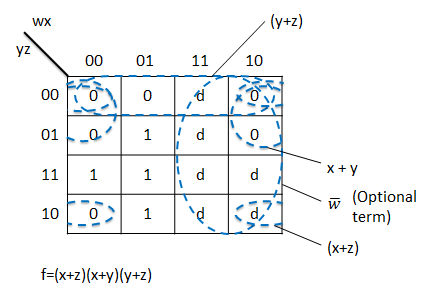 wx
(y+z)
yz
00 01 11 10
00 0 0 d 0
01 0 1 d 0
11 1 1 d d
10 0 1 d d
x + y
w̅ (Optional
term)
(x+z)
f=(x+z)(x+y)(y+z)